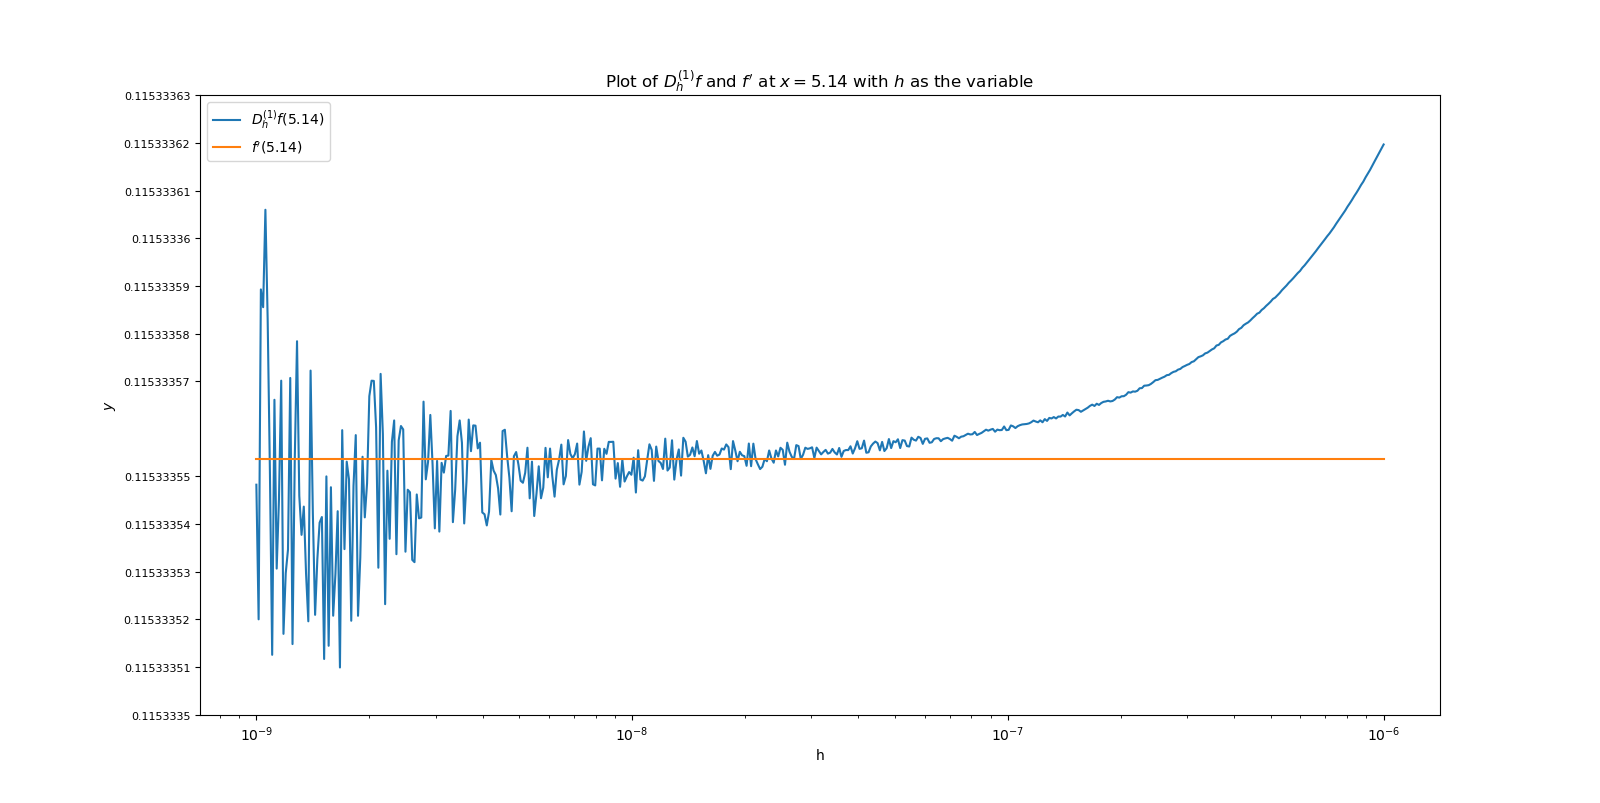 Plot of $D_h^{(1)}f$ and $f'$ at $x = 5.14$ with $h$ as the variable
$D_h^{(1)}f(5.14)$
$f'(5.14)$
0.11533363
0.11533362
0.11533361
0.1153336
0.11533359
0.11533358
0.11533357
0.11533355
0.11533354
0.11533353
0.11533352
0.11533351
0.1153335
y
$10^{-9}$ $10^{-8}$ $10^{-7}$ $10^{-6}$
h